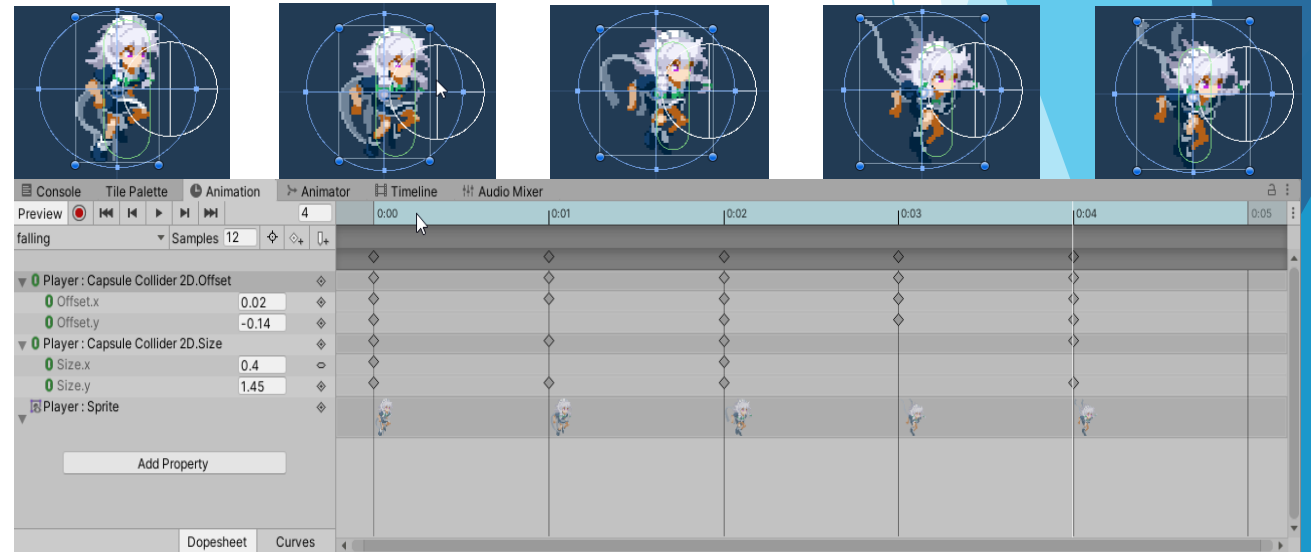 Console Tile Palette Animation Animator Timeline Audio Mixer
Preview 4 0:00 0:01 0:02 0:03 0:04 0:05
falling Samples 12
Player : Capsule Collider 2D.Offset
Offset.x 0.02
Offset.y -0.14
Player : Capsule Collider 2D.Size
Size.x 0.4
Size.y 1.45
Player : Sprite
Add Property
Dopesheet Curves